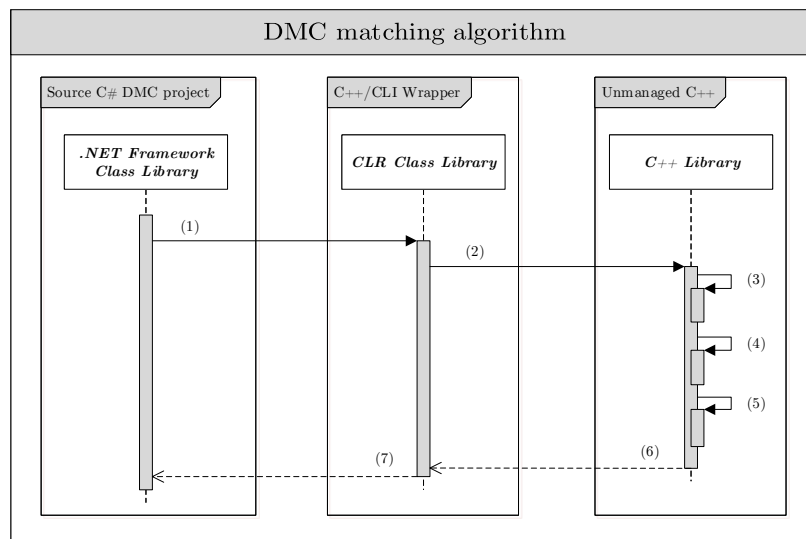 DMC matching algorithm
Source C# DMC project
C++/CLI Wrapper
Unmanaged C++
.NET Framework
Class Library
CLR Class Library
C++ Library
(1)
(2)
(3)
(4)
(5)
(6)
(7)